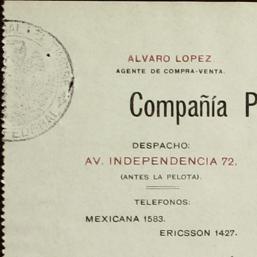 ALVARO LOPEZ
AGENTE DE COMPRA-VENTA.
Compañía P
DESPACHO:
AV. INDEPENDENCIA 72.
(ANTES LA PELOTA).
TELEFONOS:
MEXICANA 1583.
ERICSSON 1427.